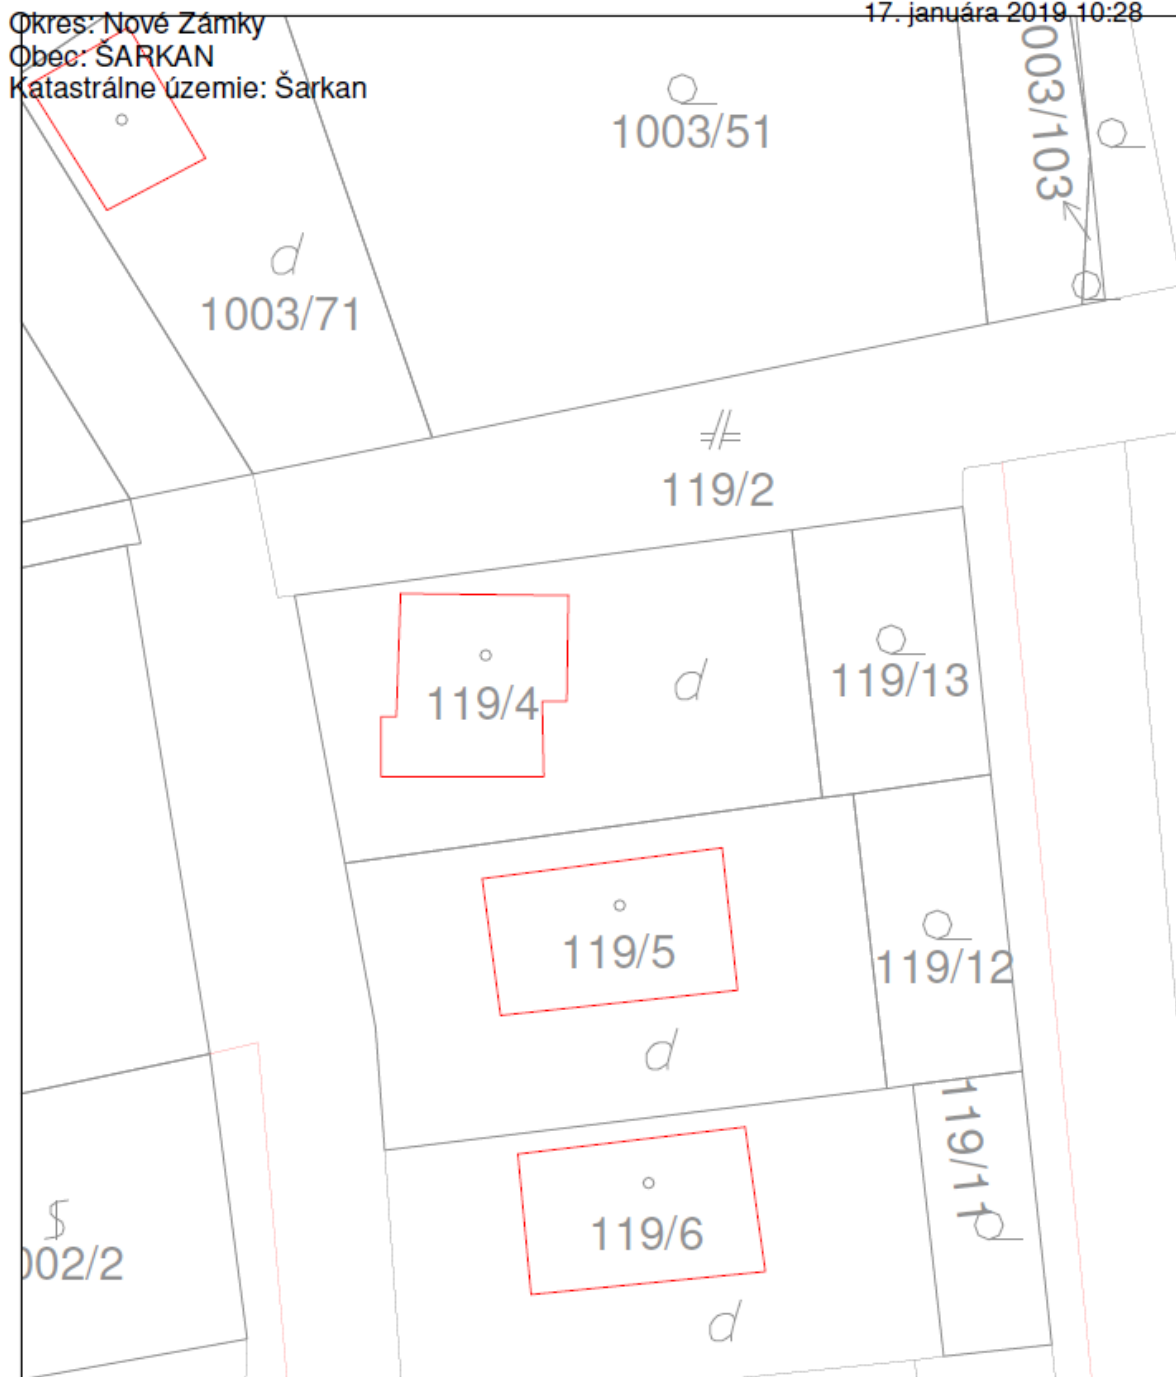 Okres: Nové Zámky
17. januára 2019 10:28
Obec: ŠARKAN
Katastrálne územie: Šarkan
1003/51
003/103
d
1003/71
119/2
119/4
d
119/13
119/5
119/12
d
119/11
119/6
002/2
d